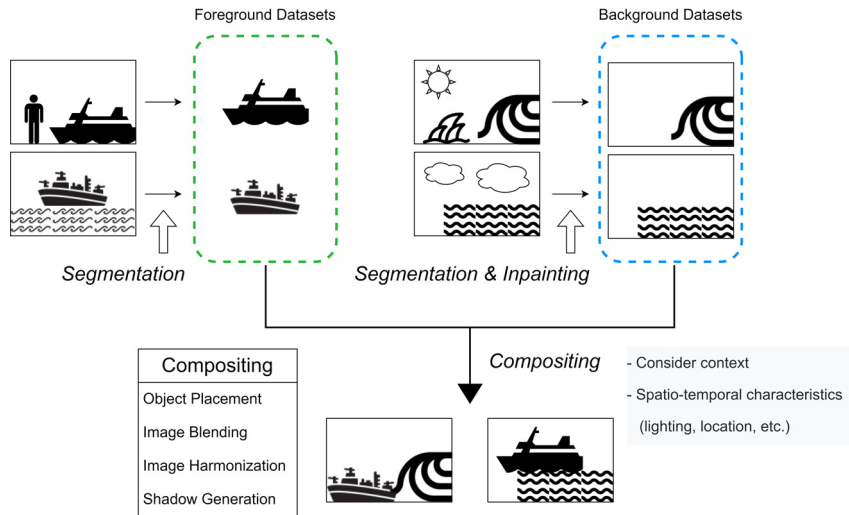 Foreground Datasets
Background Datasets
Segmentation
Segmentation & Inpainting
Compositing
Object Placement
Image Blending
Image Harmonization
Shadow Generation
Compositing
- Consider context
- Spatio-temporal characteristics
(lighting, location, etc.)